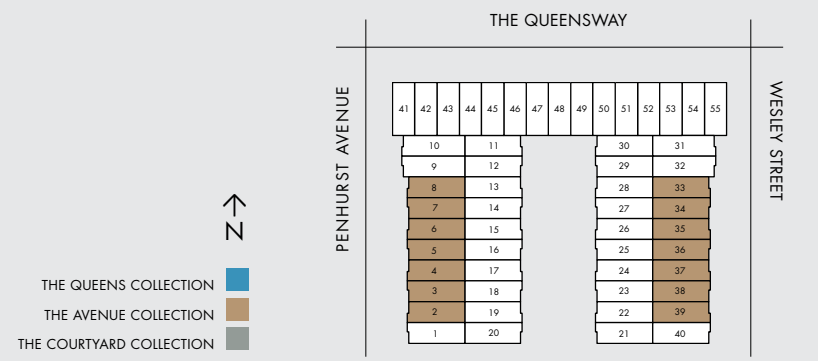 THE QUEENSWAY
PENHURST AVENUE
WESLEY STREET
41 42 43 44 45 46 47 48 49 50 51 52 53 54 55
10 11 30 31
9 12 29 32
8 13 28 33
7 14 27 34
6 15 26 35
5 16 25 36
4 17 24 37
3 18 23 38
2 19 22 39
1 20 21 40
N
THE QUEENS COLLECTION
THE AVENUE COLLECTION
THE COURTYARD COLLECTION